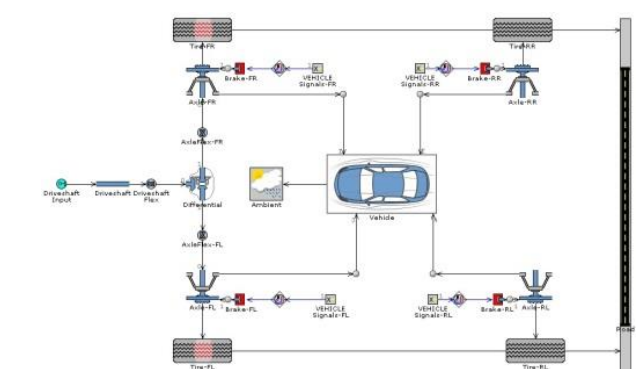 Tire-FR
Tire-RR
Brake-FR
VEHICLE
Signals-FR
VEHICLE
Signals-RR
Brake-RR
Axle-FR
Axle-RR
AxleFlex-FR
Driveshaft
Input
Driveshaft
Driveshaft
Flex
Differential
Ambient
Vehicle
AxleFlex-FL
Axle-FL
Brake-FL
VEHICLE
Signals-FL
VEHICLE
Signals-RL
Brake-RL
Axle-RL
Road
Tire-FL
Tire-RL